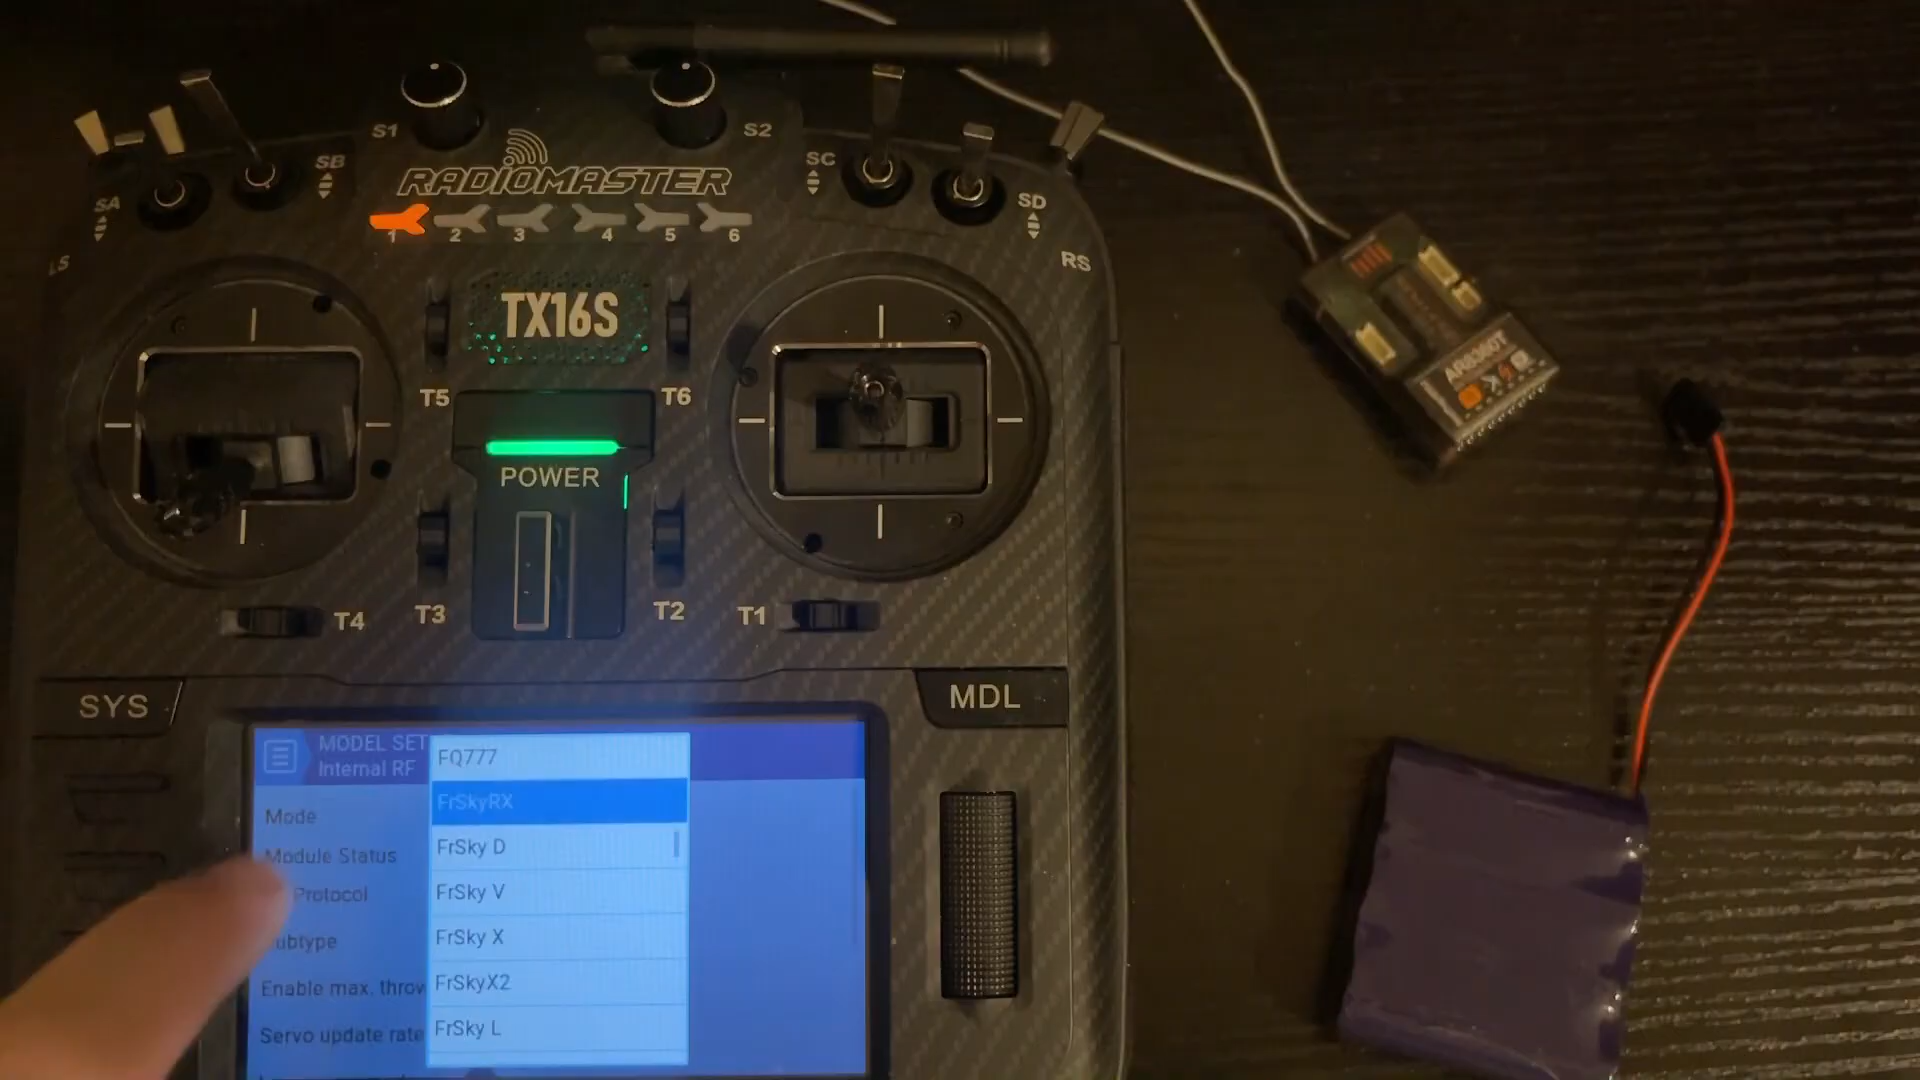 S1
S2
SB
SC
SA
SD
LS
RS
RADIOMASTER
1 2 3 4 5 6
TX16S
T5
T6
POWER
T4
T3
T2
T1
SYS
MDL
AR8360T
MODEL SET
Internal RF
Mode
Module Status
Protocol
ubtype
Enable max. throw
Servo update rate
FQ777
FrSkyRX
FrSky D
FrSky V
FrSky X
FrSkyX2
FrSky L